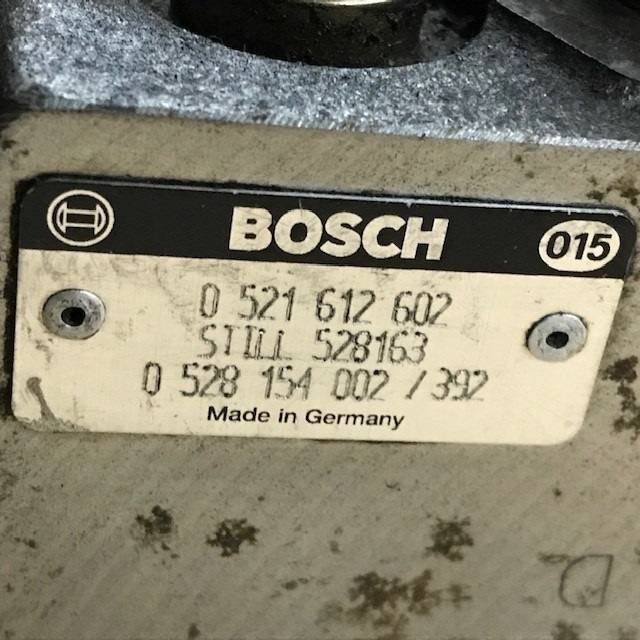 BOSCH 015
0 521 612 602
STILL 528163
0 528 154 002 / 392
Made in Germany